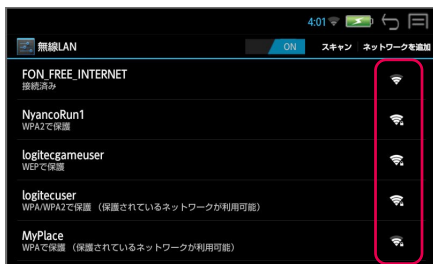 4:01
無線LAN ON スキャン ネットワークを追加
FON_FREE_INTERNET
接続済み
NyancoRun1
WPA2で保護
logitecgameuser
WEPで保護
logitecuser
WPA/WPA2で保護 （保護されているネットワークが利用可能）
MyPlace
WPAで保護 （保護されているネットワークが利用可能）